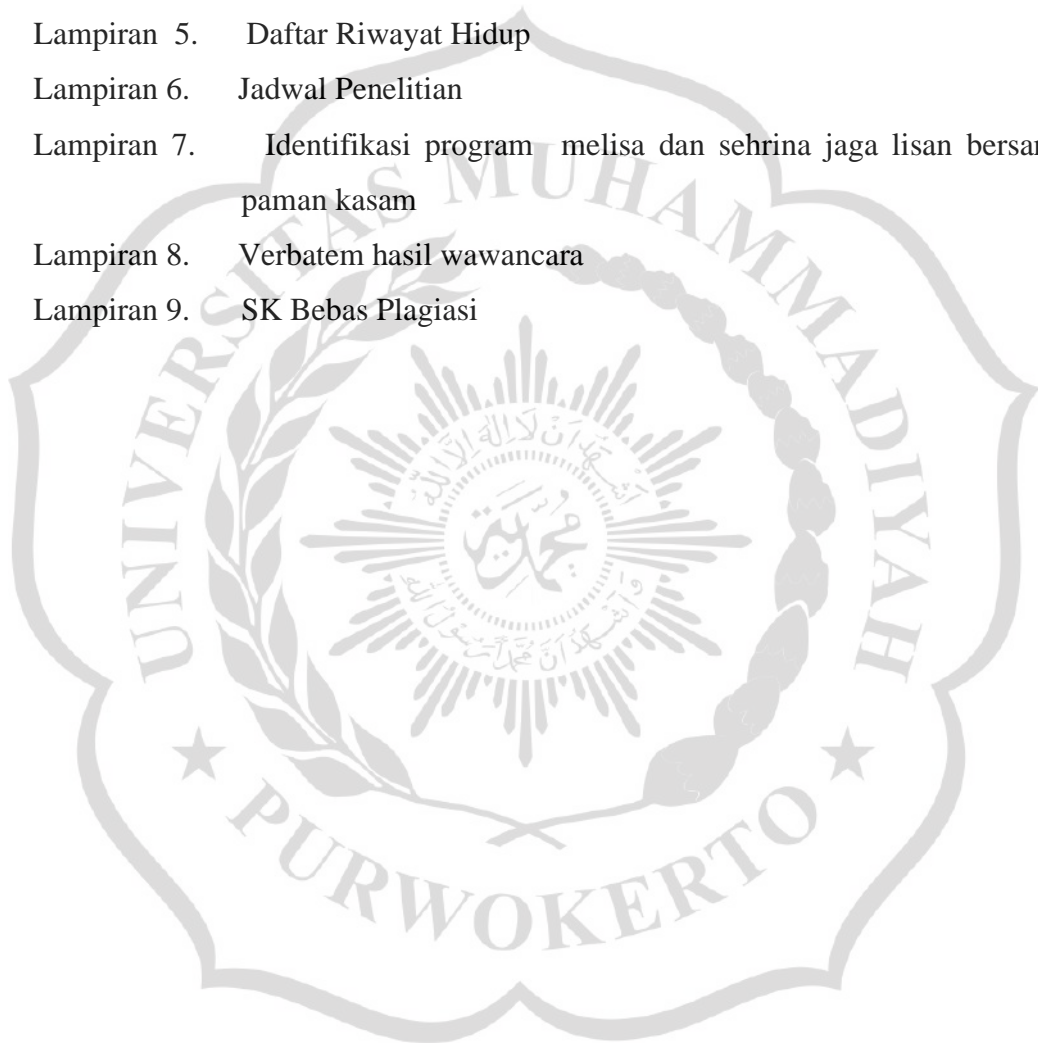 Lampiran 5. Daftar Riwayat Hidup
Lampiran 6. Jadwal Penelitian
Lampiran 7. Identifikasi program melisa dan sehrina jaga lisan bersar
paman kasam
Lampiran 8. Verbatem hasil wawancara
Lampiran 9. SK Bebas Plagiasi
UNIVERSITAS MUHAMMADIYAH
PURWOKERTO